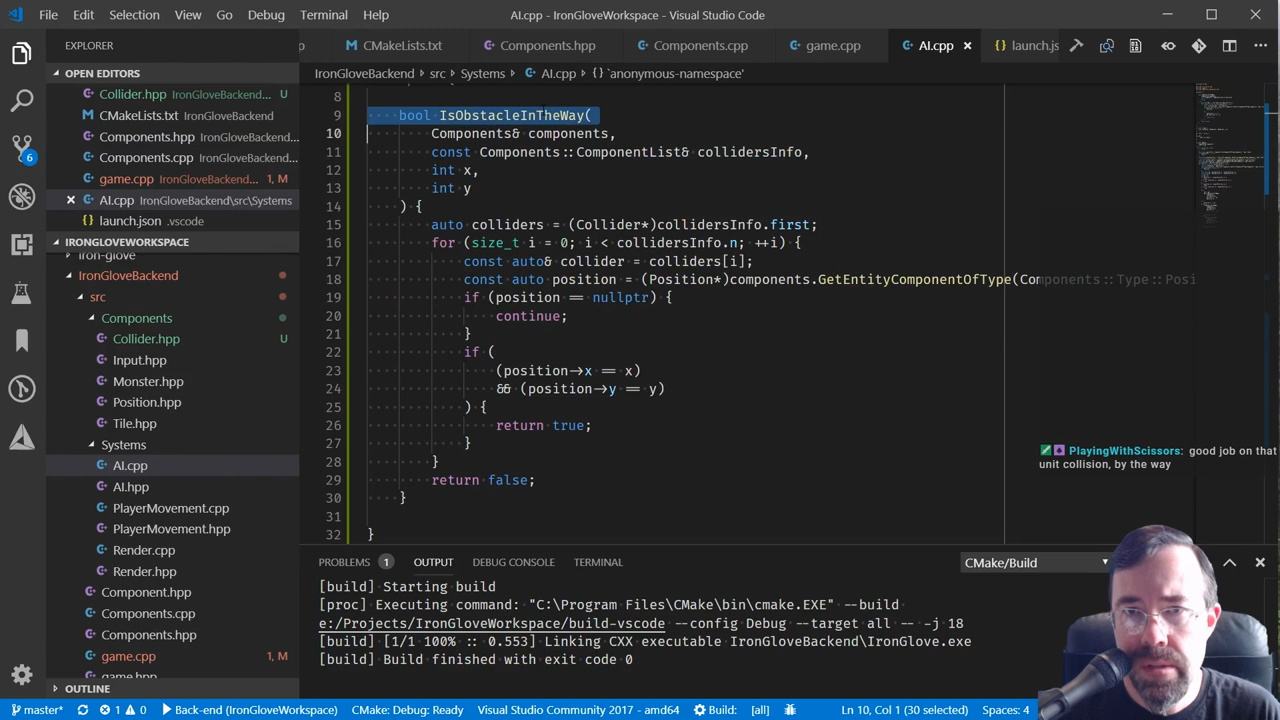 File Edit Selection View Go Debug Terminal Help AI.cpp - IronGloveWorkspace - Visual Studio Code
EXPLORER
OPEN EDITORS
Collider.hpp IronGloveBackend... U
CMakeLists.txt IronGloveBackend
Components.hpp IronGloveBackend...
Components.cpp IronGloveBackend...
game.cpp IronGloveBackend... 1, M
AI.cpp IronGloveBackend\src\Systems
launch.json .vscode
IRONGLOVEWORKSPACE
iron-glove
IronGloveBackend
src
Components
Collider.hpp U
Input.hpp
Monster.hpp
Position.hpp
Tile.hpp
Systems
AI.cpp
AI.hpp
PlayerMovement.cpp
PlayerMovement.hpp
Render.cpp
Render.hpp
Component.hpp
Components.cpp
Components.hpp
game.cpp 1, M
game.hpp
OUTLINE
6
CMakeLists.txt Components.hpp Components.cpp game.cpp AI.cpp launch.js
IronGloveBackend › src › Systems › AI.cpp › {} `anonymous-namespace'
8
9 bool IsObstacleInTheWay(
10 Components& components,
11 const Components::ComponentList& collidersInfo,
12 int x,
13 int y
14 ) {
15 auto colliders = (Collider*)collidersInfo.first;
16 for (size_t i = 0; i < collidersInfo.n; ++i) {
17 const auto& collider = colliders[i];
18 const auto position = (Position*)components.GetEntityComponentOfType(Components::Type::Posi
19 if (position == nullptr) {
20 continue;
21 }
22 if (
23 (position->x == x)
24 && (position->y == y)
25 ) {
26 return true;
27 }
28 }
29 return false;
30 }
31
32 }
PlayingWithScissors: good job on that
unit collision, by the way
PROBLEMS 1 OUTPUT DEBUG CONSOLE TERMINAL CMake/Build
[build] Starting build
[proc] Executing command: "C:\Program Files\CMake\bin\cmake.EXE" --build
e:/Projects/IronGloveWorkspace/build-vscode --config Debug --target all -- -j 18
[build] [1/1 100% :: 0.553] Linking CXX executable IronGloveBackend\IronGlove.exe
[build] Build finished with exit code 0
master* 1 0 Back-end (IronGloveWorkspace) CMake: Debug: Ready Visual Studio Community 2017 - amd64 Build: [all] Ln 10, Col 1 (30 selected) Spaces: 4